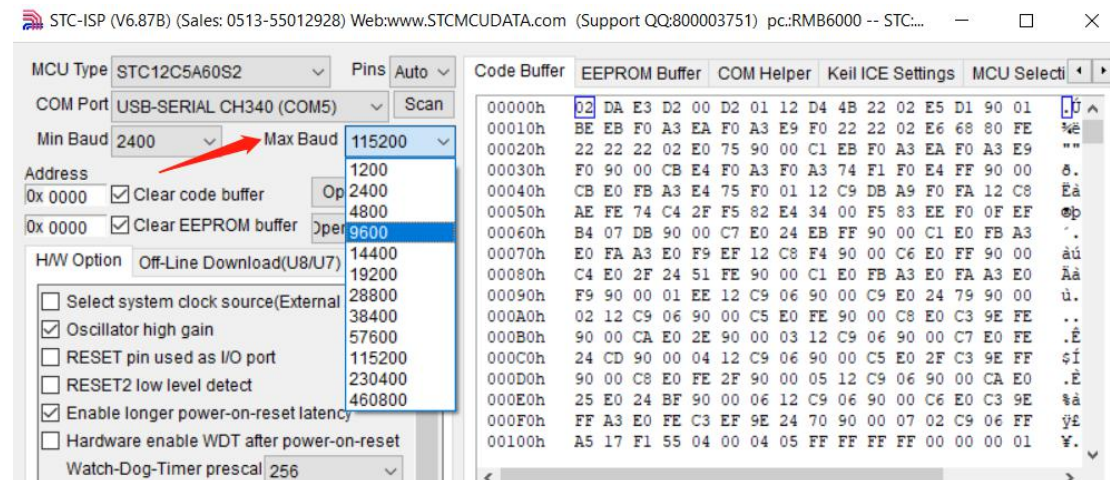 STC-ISP (V6.87B) (Sales: 0513-55012928) Web:www.STCMCUDATA.com (Support QQ:800003751) pc.:RMB6000 -- STC:...
MCU Type STC12C5A60S2 Pins Auto
COM Port USB-SERIAL CH340 (COM5) Scan
Min Baud 2400 Max Baud 115200
1200
2400
4800
9600
14400
19200
28800
38400
57600
115200
230400
460800
Address
0x 0000 Clear code buffer Op
0x 0000 Clear EEPROM buffer Oper
H/W Option Off-Line Download(U8/U7)
Select system clock source(External
Oscillator high gain
RESET pin used as I/O port
RESET2 low level detect
Enable longer power-on-reset latency
Hardware enable WDT after power-on-reset
Watch-Dog-Timer prescal 256
Code Buffer EEPROM Buffer COM Helper Keil ICE Settings MCU Selecti
00000h 02 DA E3 D2 00 D2 01 12 D4 4B 22 02 E5 D1 90 01 .Ú
00010h BE EB F0 A3 EA F0 A3 E9 F0 22 22 02 E6 68 80 FE ¾ë
00020h 22 22 22 02 E0 75 90 00 C1 EB F0 A3 EA F0 A3 E9 ""
00030h F0 90 00 CB E4 F0 A3 F0 A3 74 F1 F0 E4 FF 90 00 ð.
00040h CB E0 FB A3 E4 75 F0 01 12 C9 DB A9 F0 FA 12 C8 Ëà
00050h AE FE 74 C4 2F F5 82 E4 34 00 F5 83 EE F0 0F EF ®þ
00060h B4 07 DB 90 00 C7 E0 24 EB FF 90 00 C1 E0 FB A3 ´.
00070h E0 FA A3 E0 F9 EF 12 C8 F4 90 00 C6 E0 FF 90 00 àú
00080h C4 E0 2F 24 51 FE 90 00 C1 E0 FB A3 E0 FA A3 E0 Äà
00090h F9 90 00 01 EE 12 C9 06 90 00 C9 E0 24 79 90 00 ù.
000A0h 02 12 C9 06 90 00 C5 E0 FE 90 00 C8 E0 C3 9E FE ..
000B0h 90 00 CA E0 2E 90 00 03 12 C9 06 90 00 C7 E0 FE .Ê
000C0h 24 CD 90 00 04 12 C9 06 90 00 C5 E0 2F C3 9E FF $Í
000D0h 90 00 C8 E0 FE 2F 90 00 05 12 C9 06 90 00 CA E0 .È
000E0h 25 E0 24 BF 90 00 06 12 C9 06 90 00 C6 E0 C3 9E %à
000F0h FF A3 E0 FE C3 EF 9E 24 70 90 00 07 02 C9 06 FF ÿ£
00100h A5 17 F1 55 04 00 04 05 FF FF FF FF 00 00 00 01 ¥.